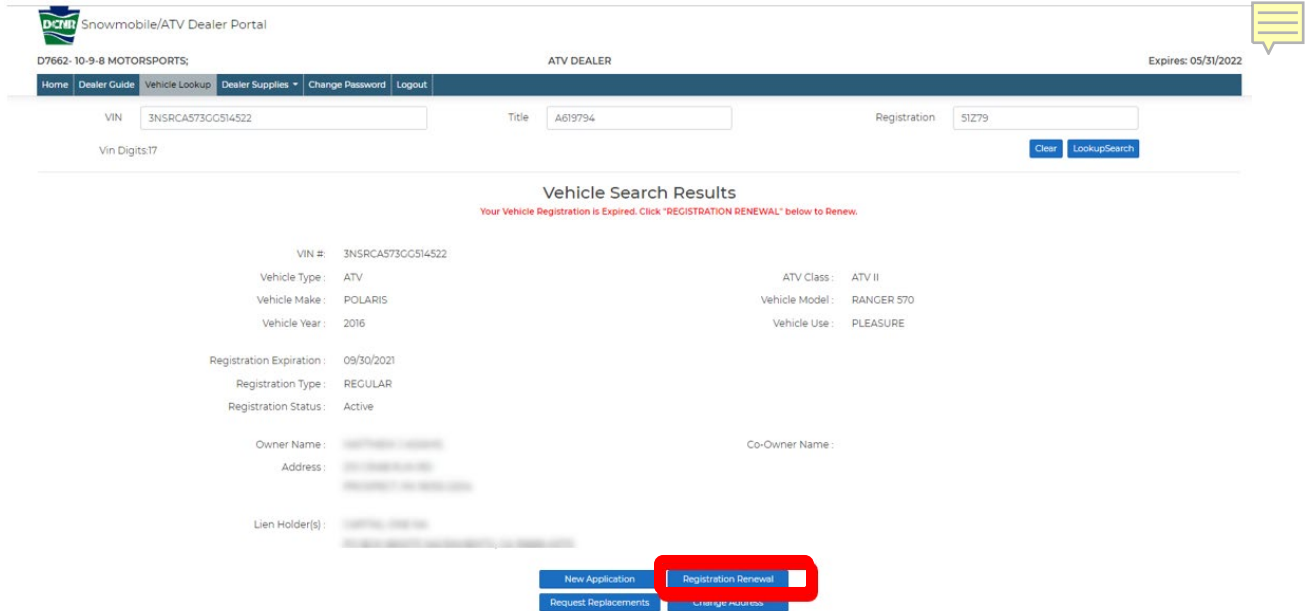 DCNR Snowmobile/ATV Dealer Portal
D7662- 10-9-8 MOTORSPORTS; ATV DEALER Expires: 05/31/2022
Home Dealer Guide Vehicle Lookup Dealer Supplies Change Password Logout
VIN 3NSRCA573GG514522 Title A619794 Registration 51Z79
Vin Digits:17 Clear LookupSearch
Vehicle Search Results
Your Vehicle Registration is Expired. Click "REGISTRATION RENEWAL" below to Renew.
VIN #: 3NSRCA573GG514522
Vehicle Type : ATV ATV Class : ATV II
Vehicle Make : POLARIS Vehicle Model : RANGER 570
Vehicle Year : 2016 Vehicle Use : PLEASURE
Registration Expiration : 09/30/2021
Registration Type : REGULAR
Registration Status : Active
Owner Name : Co-Owner Name :
Address :
Lien Holder(s) :
New Application Registration Renewal
Request Replacements Change Address